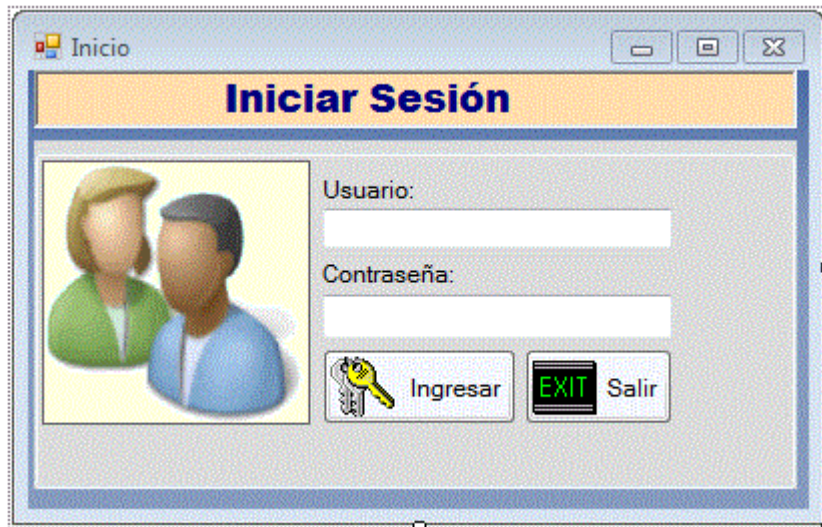 Inicio
Iniciar Sesión
Usuario:
Contraseña:
Ingresar
EXIT Salir